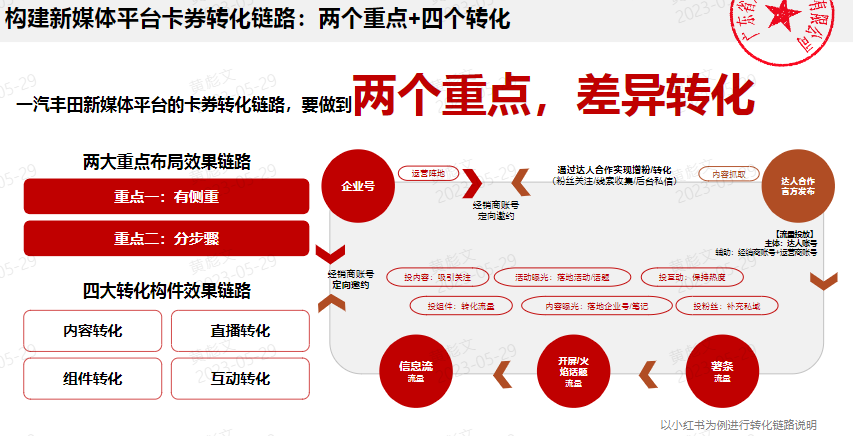 构建新媒体平台卡券转化链路：两个重点+四个转化
一汽丰田新媒体平台的卡券转化链路，要做到两个重点，差异转化
两大重点布局效果链路
重点一：有侧重
重点二：分步骤
四大转化构件效果链路
内容转化
直播转化
组件转化
互动转化
企业号
运营阵地
经销商账号
定向邀约
通过达人合作实现增粉/转化
（粉丝关注/线索收集/后台私信）
内容抓取
达人合作
官方发布
【流量投放】
主体：达人账号
辅助：经销商账号+运营商账号
经销商账号
定向邀约
投内容：吸引关注
活动曝光：落地活动/话题
投互动：保持热度
投组件：转化流量
内容曝光：落地企业号/笔记
投粉丝：补充私域
信息流
流量
开屏/火
焰话题
流量
薯条
流量
以小红书为例进行转化链路说明
黄彪文
2023-05-29